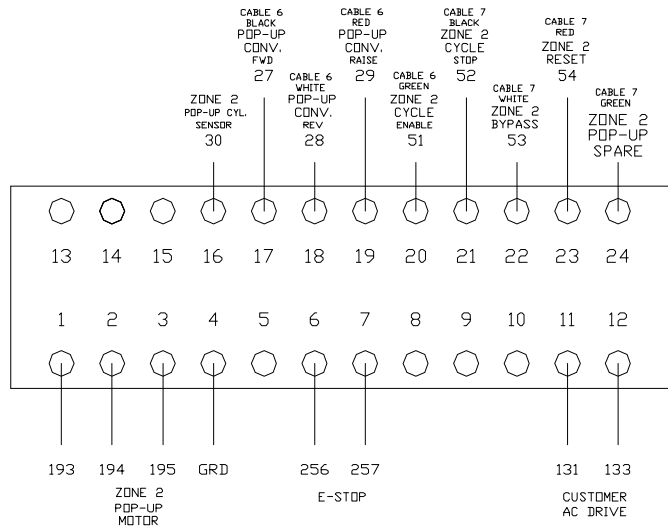 CABLE 6
BLACK
POP-UP
CONV.
FWD
27
CABLE 6
RED
POP-UP
CONV.
RAISE
29
CABLE 7
BLACK
ZONE 2
CYCLE
STOP
52
CABLE 7
RED
ZONE 2
RESET
54
ZONE 2
POP-UP CYL.
SENSOR
30
CABLE 6
WHITE
POP-UP
CONV.
REV
28
CABLE 6
GREEN
ZONE 2
CYCLE
ENABLE
51
CABLE 7
WHITE
ZONE 2
BYPASS
53
CABLE 7
GREEN
ZONE 2
POP-UP
SPARE
13 14 15 16 17 18 19 20 21 22 23 24
1 2 3 4 5 6 7 8 9 10 11 12
193 194 195 GRD 256 257 131 133
ZONE 2
POP-UP
MOTOR
E-STOP
CUSTOMER
AC DRIVE